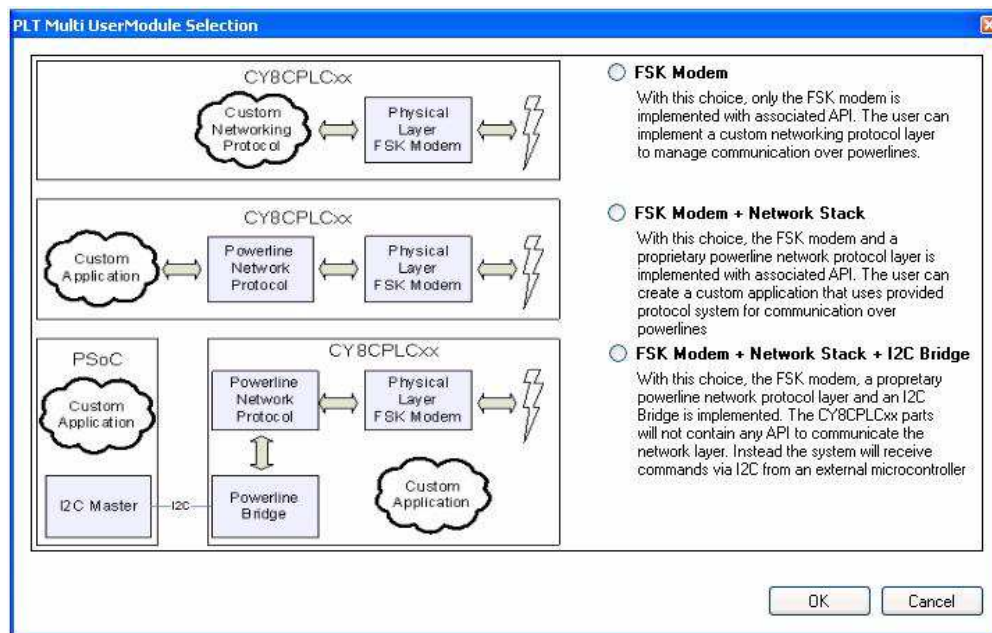 PLT Multi UserModule Selection
CY8CPLCxx
Custom
Networking
Protocol
Physical
Layer
FSK Modem
FSK Modem
With this choice, only the FSK modem is
implemented with associated API. The user can
implement a custom networking protocol layer
to manage communication over powerlines.
CY8CPLCxx
Custom
Application
Powerline
Network
Protocol
Physical
Layer
FSK Modem
FSK Modem + Network Stack
With this choice, the FSK modem and a
proprietary powerline network protocol layer is
implemented with associated API. The user can
create a custom application that uses provided
protocol system for communication over
powerlines
PSoC
Custom
Application
I2C Master
I2C
CY8CPLCxx
Powerline
Network
Protocol
Physical
Layer
FSK Modem
Powerline
Bridge
Custom
Application
FSK Modem + Network Stack + I2C Bridge
With this choice, the FSK modem, a propretary
powerline network protocol layer and an I2C
Bridge is implemented. The CY8CPLCxx parts
will not contain any API to communicate the
network layer. Instead the system will receive
commands via I2C from an external microcontroller
OK
Cancel